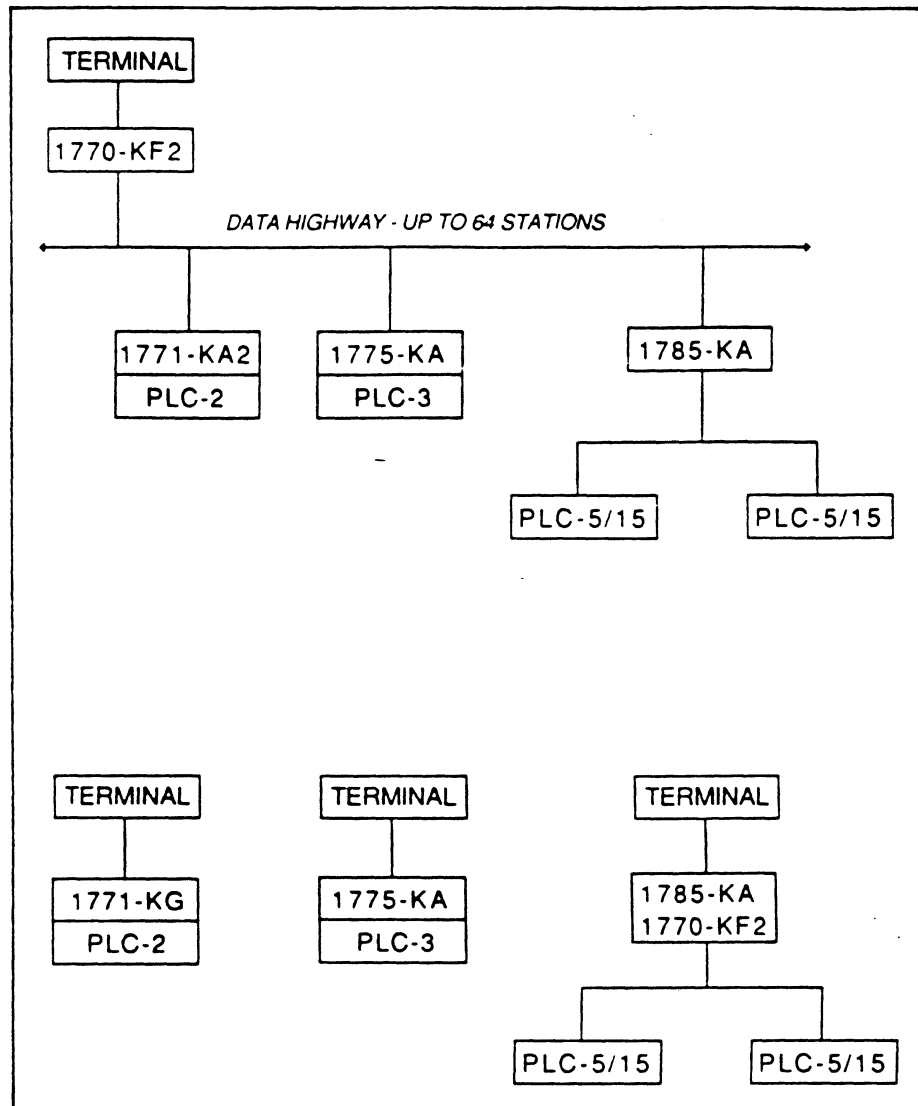 TERMINAL
1770-KF2
DATA HIGHWAY - UP TO 64 STATIONS
1771-KA2
PLC-2
1775-KA
PLC-3
1785-KA
PLC-5/15
PLC-5/15
TERMINAL
1771-KG
PLC-2
TERMINAL
1775-KA
PLC-3
TERMINAL
1785-KA
1770-KF2
PLC-5/15
PLC-5/15